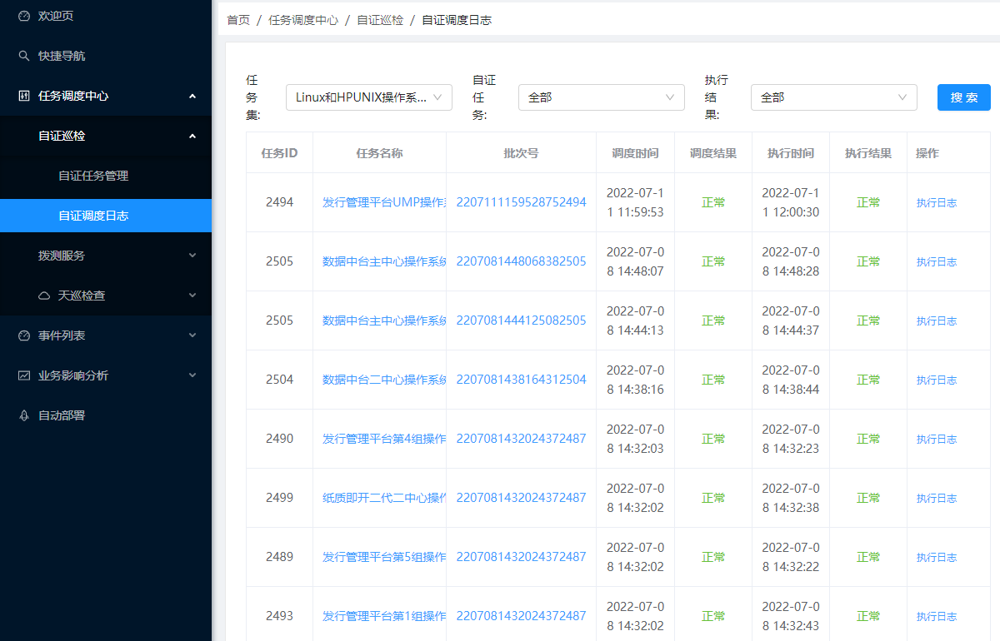 欢迎页
快捷导航
任务调度中心
自证巡检
自证任务管理
自证调度日志
拨测服务
天巡检查
事件列表
业务影响分析
自动部署
首页 / 任务调度中心 / 自证巡检 / 自证调度日志
任务集:
Linux和HPUNIX操作系...
自证任务:
全部
执行结果:
全部
搜 索
任务ID 任务名称 批次号 调度时间 调度结果 执行时间 执行结果 操作
2494 发行管理平台UMP操作 2207111159528752494 2022-07-11 11:59:53 正常 2022-07-11 12:00:30 正常 执行日志
2505 数据中台主中心操作系统 2207081448068382505 2022-07-08 14:48:07 正常 2022-07-08 14:48:28 正常 执行日志
2505 数据中台主中心操作系统 2207081444125082505 2022-07-08 14:44:13 正常 2022-07-08 14:44:37 正常 执行日志
2504 数据中台二中心操作系统 2207081438164312504 2022-07-08 14:38:16 正常 2022-07-08 14:38:44 正常 执行日志
2490 发行管理平台第4组操作 2207081432024372487 2022-07-08 14:32:03 正常 2022-07-08 14:32:23 正常 执行日志
2499 纸质即开二代二中心操作 2207081432024372487 2022-07-08 14:32:02 正常 2022-07-08 14:32:38 正常 执行日志
2489 发行管理平台第5组操作 2207081432024372487 2022-07-08 14:32:02 正常 2022-07-08 14:32:22 正常 执行日志
2493 发行管理平台第1组操作 2207081432024372487 2022-07-08 14:32:02 正常 2022-07-08 14:32:43 正常 执行日志